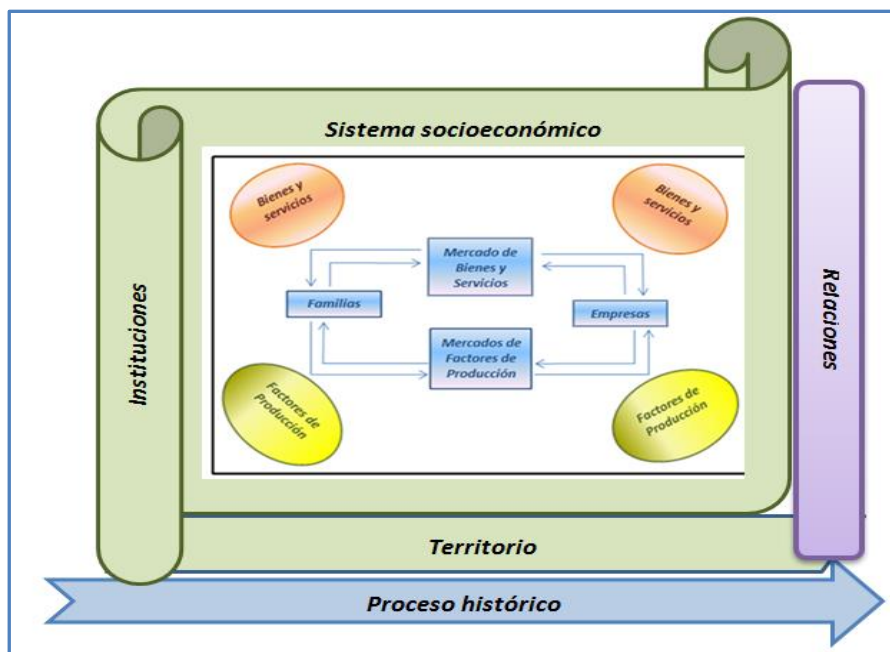 Sistema socioeconómico
Bienes y
servicios
Bienes y
servicios
Mercado de
Bienes y
Servicios
Familias
Empresas
Mercados de
Factores de
Producción
Factores de
Producción
Factores de
Producción
Instituciones
Relaciones
Territorio
Proceso histórico